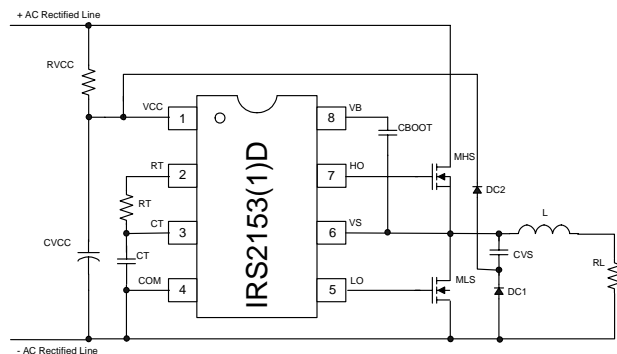 + AC Rectified Line
RVCC
VCC
1
VB
8
CBOOT
MHS
RT
2
HO
7
DC2
RT
IRS2153(1)D
CT
3
VS
6
L
CVCC
CT
CVS
RL
COM
4
LO
5
MLS
DC1
- AC Rectified Line